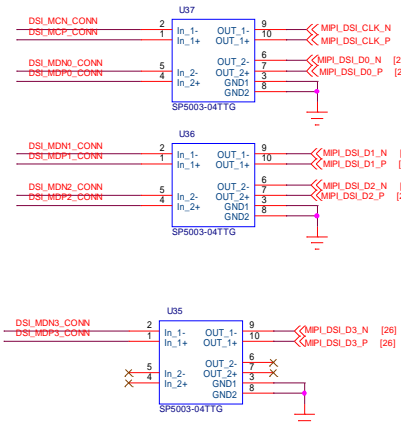 U37
DSI_MCN_CONN 2 In_1- OUT_1- 9 MIPI_DSI_CLK_N
DSI_MCP_CONN 1 In_1+ OUT_1+ 10 MIPI_DSI_CLK_P
OUT_2- 6 MIPI_DSI_D0_N [2
DSI_MDN0_CONN 5 In_2- OUT_2+ 7 MIPI_DSI_D0_P [2
DSI_MDP0_CONN 4 In_2+ GND1 3
GND2 8
SP5003-04TTG
U36
DSI_MDN1_CONN 2 In_1- OUT_1- 9 MIPI_DSI_D1_N [
DSI_MDP1_CONN 1 In_1+ OUT_1+ 10 MIPI_DSI_D1_P [
OUT_2- 6 MIPI_DSI_D2_N [
DSI_MDN2_CONN 5 In_2- OUT_2+ 7 MIPI_DSI_D2_P [2
DSI_MDP2_CONN 4 In_2+ GND1 3
GND2 8
SP5003-04TTG
U35
DSI_MDN3_CONN 2 In_1- OUT_1- 9 MIPI_DSI_D3_N [26]
DSI_MDP3_CONN 1 In_1+ OUT_1+ 10 MIPI_DSI_D3_P [26]
OUT_2- 6
5 In_2- OUT_2+ 7
4 In_2+ GND1 3
GND2 8
SP5003-04TTG